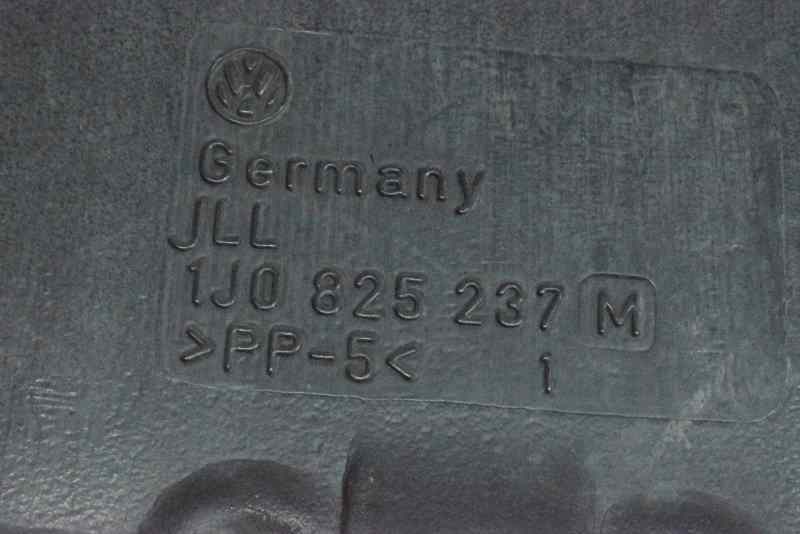 Germany
JLL
1J0 825 237 M
>PP-5< 1